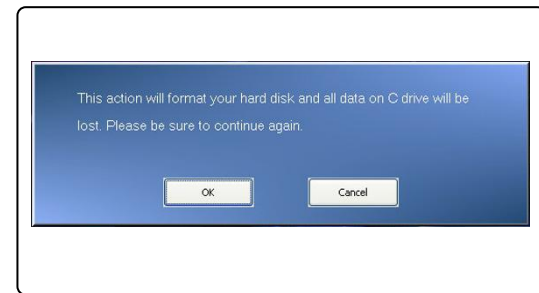 This action will format your hard disk and all data on C drive will be
lost. Please be sure to continue again.
OK
Cancel